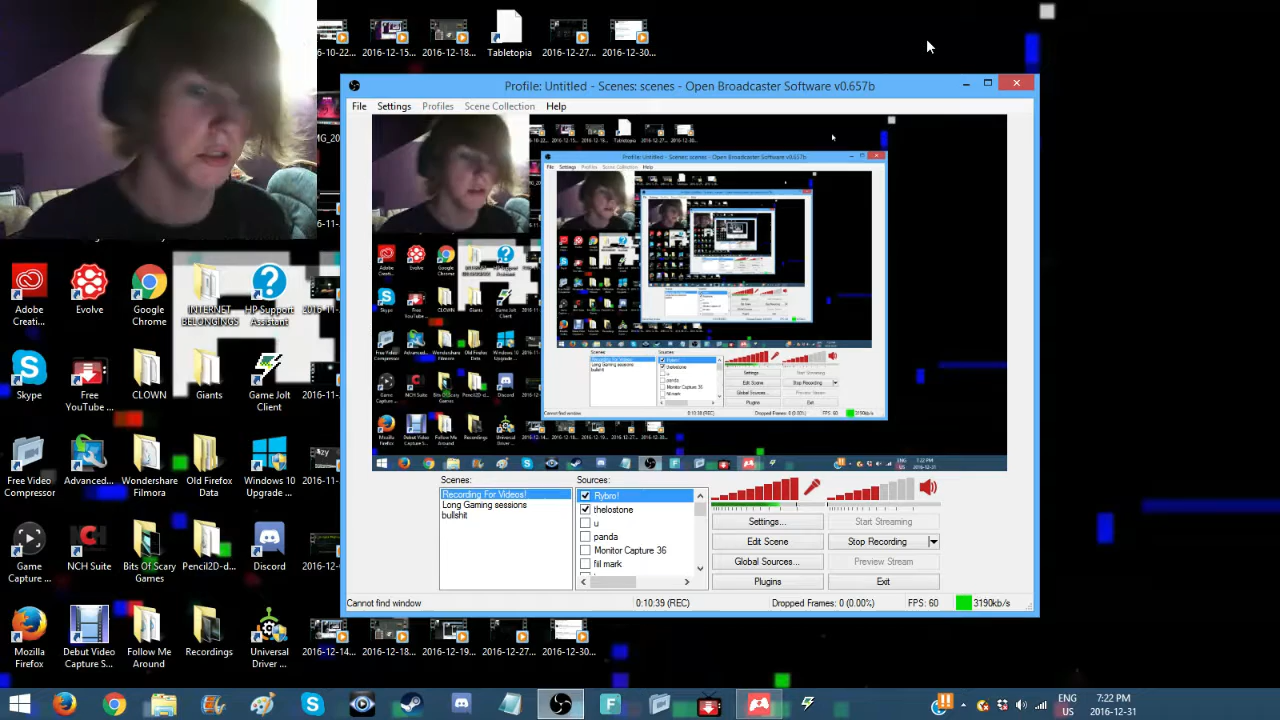 2016-12-15...
2016-12-18...
Tabletopia
2016-12-27...
2016-12-30...
Profile: Untitled - Scenes: scenes - Open Broadcaster Software v0.657b
File Settings Profiles Scene Collection Help
Adobe Creati...
Evolve
Google Chrome
INTERNET BELONGINGS
HP Support Assistant
2016-11-...
Skype
Free YouTube ...
CLOWN
Giants
Game Jolt Client
Free Video Compressor
Advanced...
Wondershare Filmora
Old Firefox Data
Windows 10 Upgrade ...
Game Capture ...
NCH Suite
Bits Of Scary Games
Pencil2D-d...
Discord
Mozilla Firefox
Debut Video Capture S...
Follow Me Around
Recordings
Universal Driver ...
2016-12-14...
2016-12-18...
2016-12-19...
2016-12-27...
2016-12-30...
Scenes:
Recording For Videos!
Long Gaming sessions
bullshit
Sources:
Rybro!
thelostone
u
panda
Monitor Capture 36
fiil mark
Settings...
Start Streaming
Edit Scene
Stop Recording
Global Sources...
Preview Stream
Plugins
Exit
Cannot find window
0:10:39 (REC)
Dropped Frames: 0 (0.00%)
FPS: 60
3190kb/s
ENG
US
7:22 PM
2016-12-31